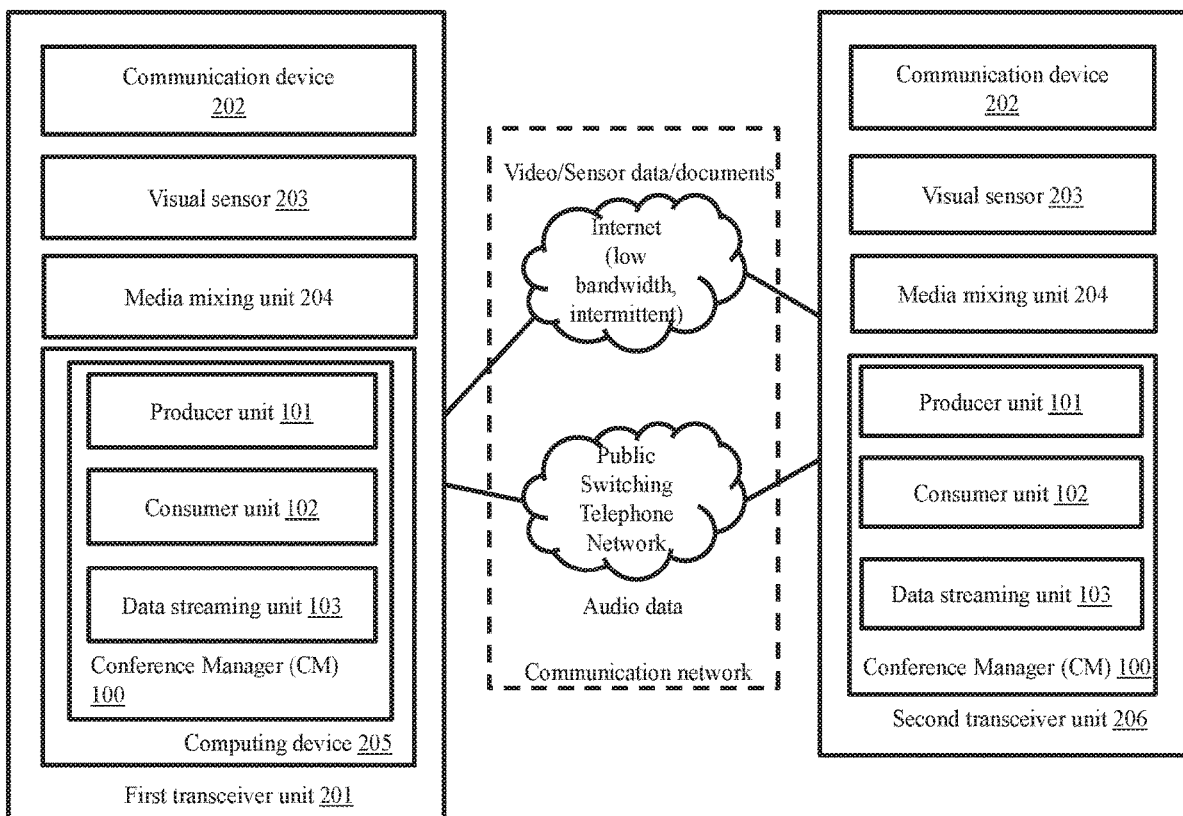 Communication device
202
Visual sensor 203
Media mixing unit 204
Producer unit 101
Consumer unit 102
Data streaming unit 103
Conference Manager (CM)
100
Computing device 205
First transceiver unit 201
Video/Sensor data/documents
Internet
(low
bandwidth,
intermittent)
Public
Switching
Telephone
Network
Audio data
Communication network
Communication device
202
Visual sensor 203
Media mixing unit 204
Producer unit 101
Consumer unit 102
Data streaming unit 103
Conference Manager (CM) 100
Second transceiver unit 206